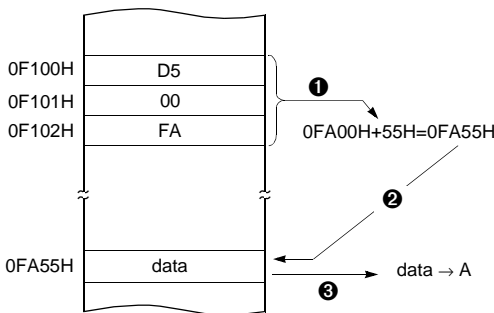 0F100H D5
0F101H 00
0F102H FA
❶
0FA00H+55H=0FA55H
❷
0FA55H data
❸
data → A